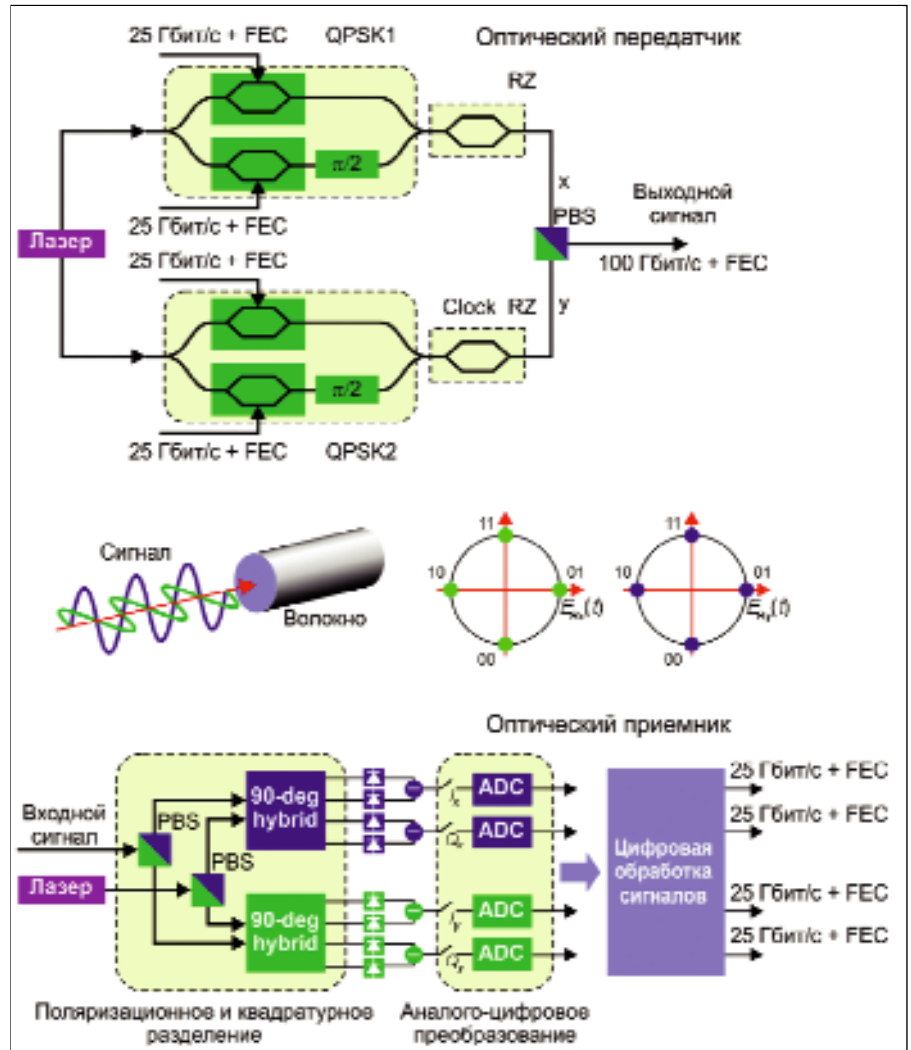 25 Гбит/с + FEC
QPSK1
Оптический передатчик
RZ
π/2
x
25 Гбит/с + FEC
Выходной
сигнал
PBS
Лазер
25 Гбит/с + FEC
100 Гбит/с + FEC
Clock RZ
y
π/2
25 Гбит/с + FEC
QPSK2
Сигнал
Волокно
11
10
01
00
11
10
01
00
Оптический приемник
25 Гбит/с + FEC
25 Гбит/с + FEC
25 Гбит/с + FEC
25 Гбит/с + FEC
Входной
сигнал
Лазер
PBS
PBS
90-deg
hybrid
90-deg
hybrid
ADC
ADC
ADC
ADC
Цифровая
обработка
сигналов
Поляризационное и квадратурное
разделение
Аналого-цифровое
преобразование